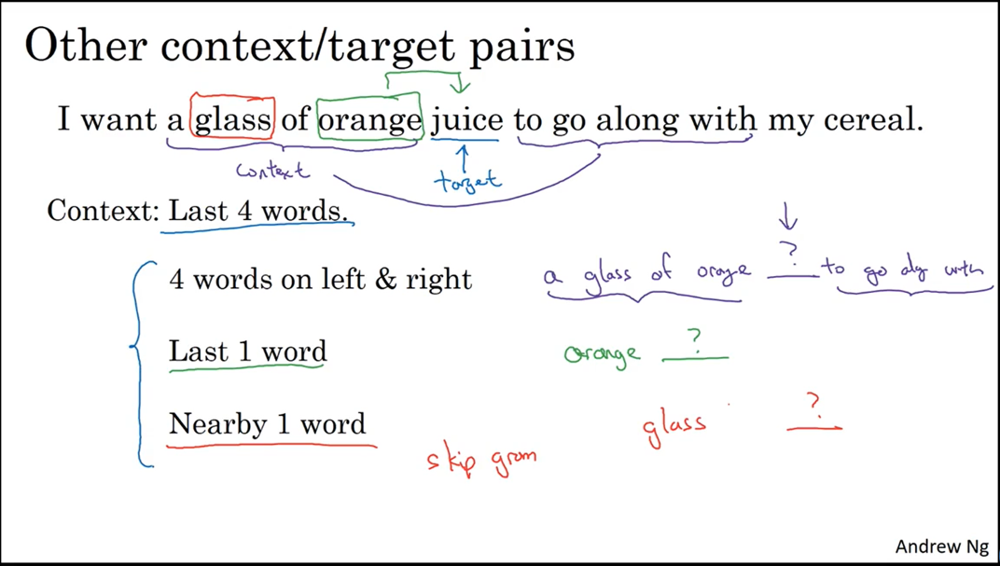 Other context/target pairs
I want a glass of orange juice to go along with my cereal.
context target
Context: Last 4 words.
4 words on left & right a glass of orange ? to go alg with
Last 1 word orange ?
Nearby 1 word glass ?
skip gram
Andrew Ng